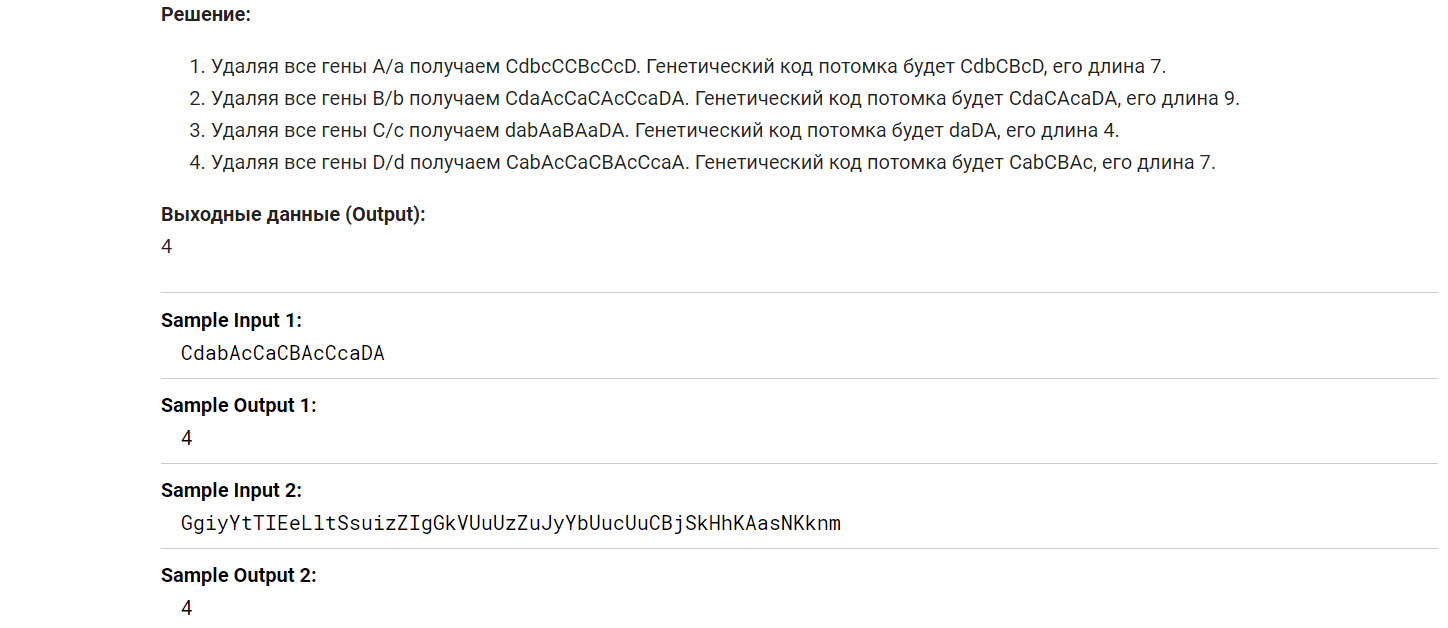 Решение:
1. Удаляя все гены A/a получаем CdbcCCBcCcD. Генетический код потомка будет CdbCBcD, его длина 7.
2. Удаляя все гены B/b получаем CdaAcCaCAcCcaDA. Генетический код потомка будет CdaCAcaDA, его длина 9.
3. Удаляя все гены C/c получаем dabAaBAaDA. Генетический код потомка будет daDA, его длина 4.
4. Удаляя все гены D/d получаем CabAcCaCBAcCcaA. Генетический код потомка будет CabCBAc, его длина 7.
Выходные данные (Output):
4
Sample Input 1:
CdabAcCaCBAcCcaDA
Sample Output 1:
4
Sample Input 2:
GgiyYtTIEeLltSsuizZIgGkVUuUzZuJyYbUucUuCBjSkHhKAasNKknm
Sample Output 2:
4